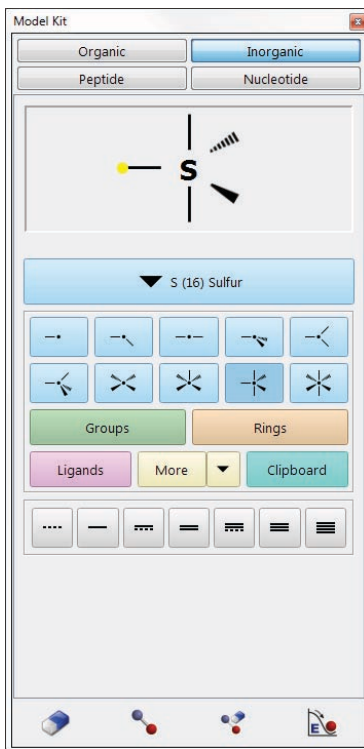 Model Kit
Organic Inorganic
Peptide Nucleotide
S
S (16) Sulfur
Groups Rings
Ligands More Clipboard
E